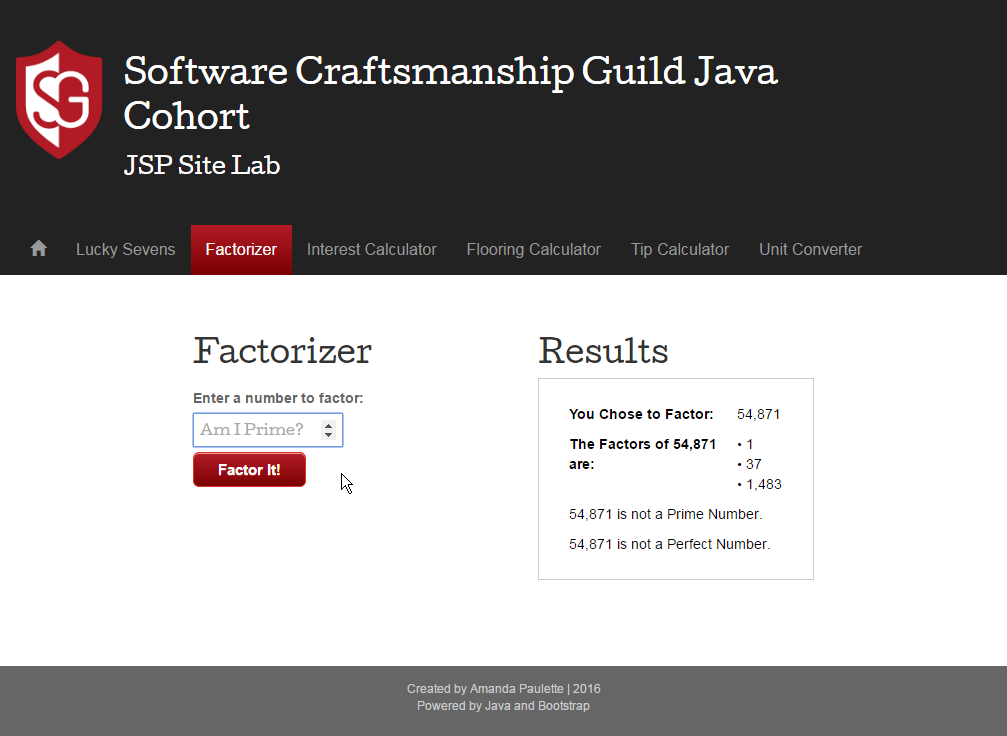 SG
Software Craftsmanship Guild Java
Cohort
JSP Site Lab
Lucky Sevens Factorizer Interest Calculator Flooring Calculator Tip Calculator Unit Converter
Factorizer
Enter a number to factor:
Am I Prime?
Factor It!
Results
You Chose to Factor: 54,871
The Factors of 54,871 • 1
are: • 37
• 1,483
54,871 is not a Prime Number.
54,871 is not a Perfect Number.
Created by Amanda Paulette | 2016
Powered by Java and Bootstrap